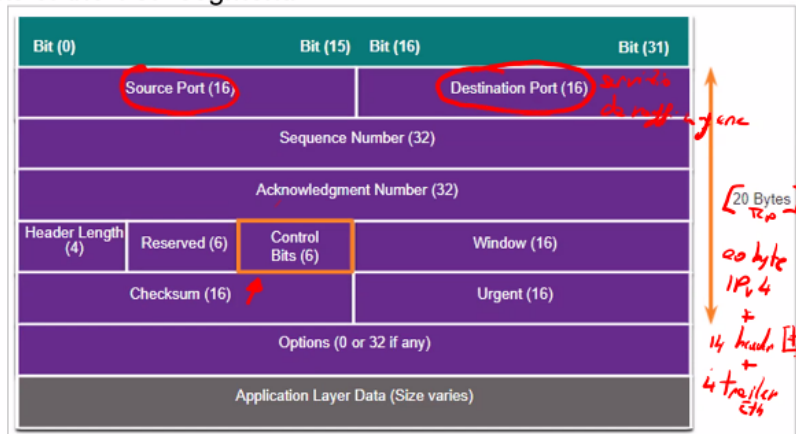 Bit (0) Bit (15) Bit (16) Bit (31)
Source Port (16) Destination Port (16)
Sequence Number (32)
Acknowledgment Number (32)
[20 Bytes]
Header Length (4) Reserved (6) Control Bits (6) Window (16)
20 byte
IPv4
+
Checksum (16) Urgent (16)
14 header
+
Options (0 or 32 if any)
4 trailer
Eth
Application Layer Data (Size varies)